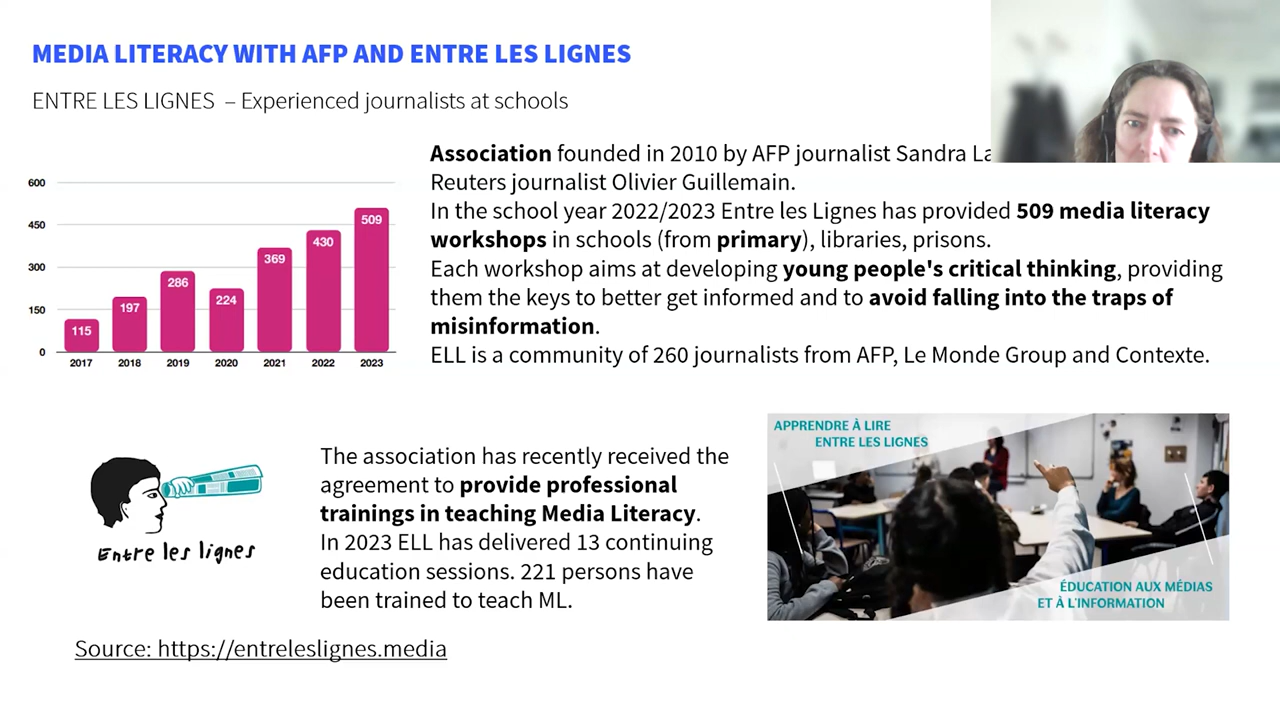 MEDIA LITERACY WITH AFP AND ENTRE LES LIGNES
ENTRE LES LIGNES – Experienced journalists at schools
Association founded in 2010 by AFP journalist Sandra
Reuters journalist Olivier Guillemain.
In the school year 2022/2023 Entre les Lignes has provided 509 media literacy
workshops in schools (from primary), libraries, prisons.
Each workshop aims at developing young people's critical thinking, providing
them the keys to better get informed and to avoid falling into the traps of
misinformation.
ELL is a community of 260 journalists from AFP, Le Monde Group and Contexte.
600
450
300
150
0
115
197
286
224
369
430
509
2017 2018 2019 2020 2021 2022 2023
Entre les lignes
The association has recently received the
agreement to provide professional
trainings in teaching Media Literacy.
In 2023 ELL has delivered 13 continuing
education sessions. 221 persons have
been trained to teach ML.
APPRENDRE À LIRE
ENTRE LES LIGNES
ÉDUCATION AUX MÉDIAS
ET À L'INFORMATION
Source: https://entreleslignes.media